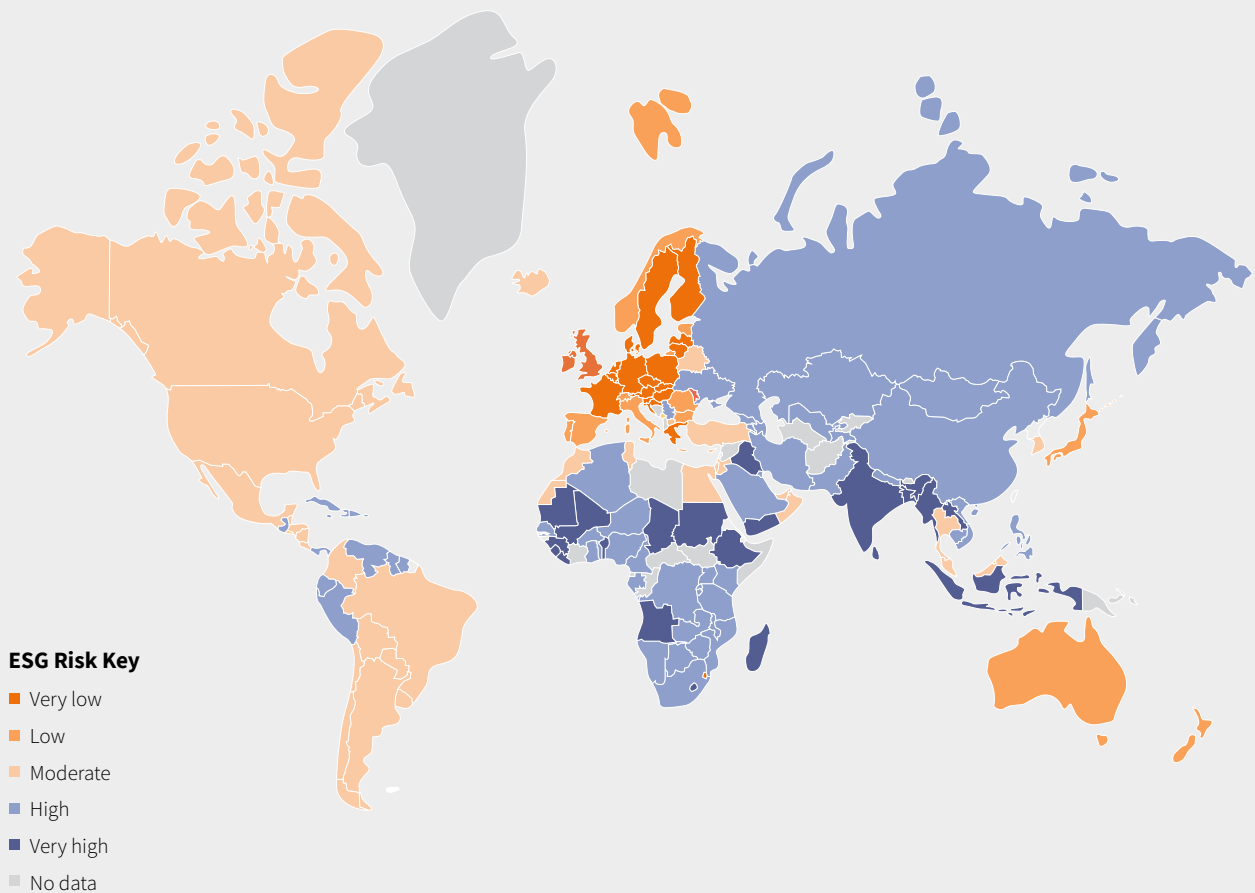 ESG Risk Key
Very low
Low
Moderate
High
Very high
No data